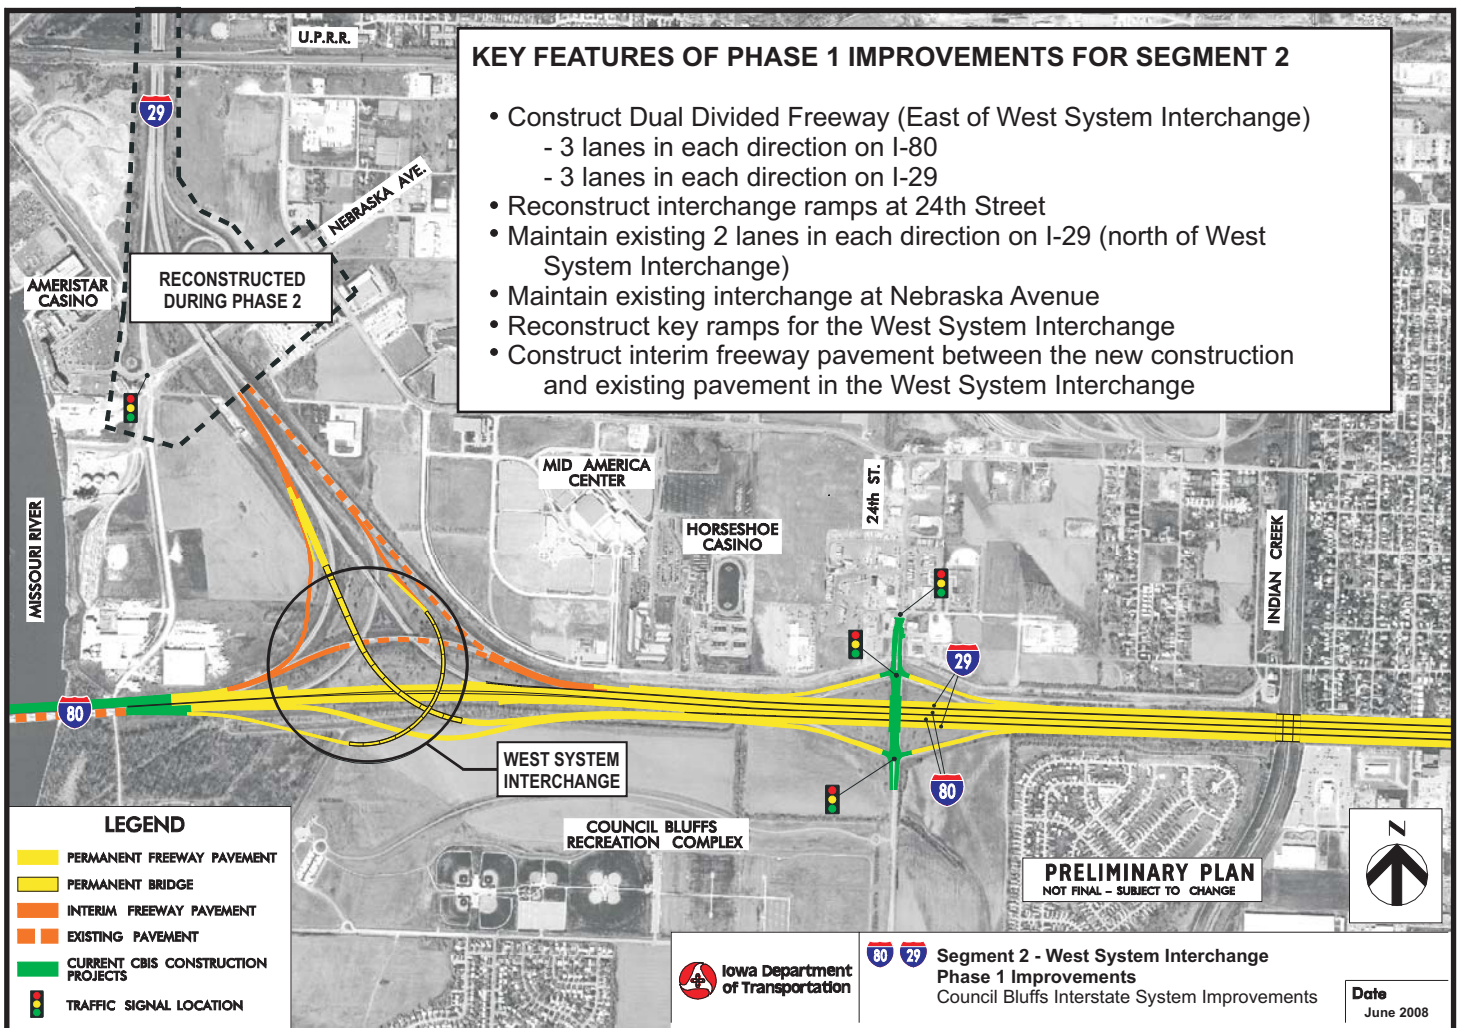 U.P.R.R.
KEY FEATURES OF PHASE 1 IMPROVEMENTS FOR SEGMENT 2
• Construct Dual Divided Freeway (East of West System Interchange)
- 3 lanes in each direction on I-80
- 3 lanes in each direction on I-29
• Reconstruct interchange ramps at 24th Street
• Maintain existing 2 lanes in each direction on I-29 (north of West
System Interchange)
• Maintain existing interchange at Nebraska Avenue
• Reconstruct key ramps for the West System Interchange
• Construct interim freeway pavement between the new construction
and existing pavement in the West System Interchange
29
NEBRASKA AVE.
AMERISTAR
CASINO
RECONSTRUCTED
DURING PHASE 2
MISSOURI RIVER
MID AMERICA
CENTER
HORSESHOE
CASINO
24th ST.
INDIAN CREEK
29
80
80
WEST SYSTEM
INTERCHANGE
COUNCIL BLUFFS
RECREATION COMPLEX
PRELIMINARY PLAN
NOT FINAL – SUBJECT TO CHANGE
N
LEGEND
PERMANENT FREEWAY PAVEMENT
PERMANENT BRIDGE
INTERIM FREEWAY PAVEMENT
EXISTING PAVEMENT
CURRENT CBIS CONSTRUCTION
PROJECTS
TRAFFIC SIGNAL LOCATION
Iowa Department
of Transportation
80 29
Segment 2 - West System Interchange
Phase 1 Improvements
Council Bluffs Interstate System Improvements
Date
June 2008